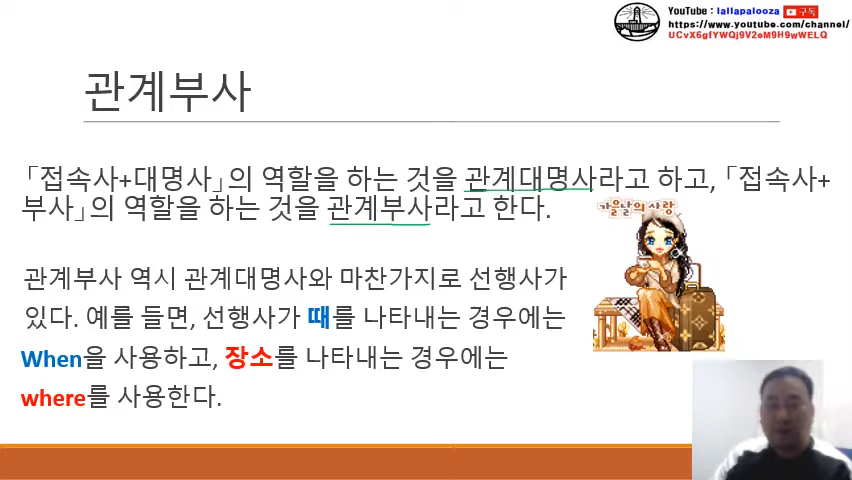 YouTube : lallapalooza 구독
https://www.youtube.com/channel/
UCvX6gfYWQj9V2eM9H9wWELQ
관계부사
「접속사+대명사」의 역할을 하는 것을 관계대명사라고 하고, 「접속사+
부사」의 역할을 하는 것을 관계부사라고 한다.
가을날의 사랑
관계부사 역시 관계대명사와 마찬가지로 선행사가
있다. 예를 들면, 선행사가 때를 나타내는 경우에는
When을 사용하고, 장소를 나타내는 경우에는
where를 사용한다.